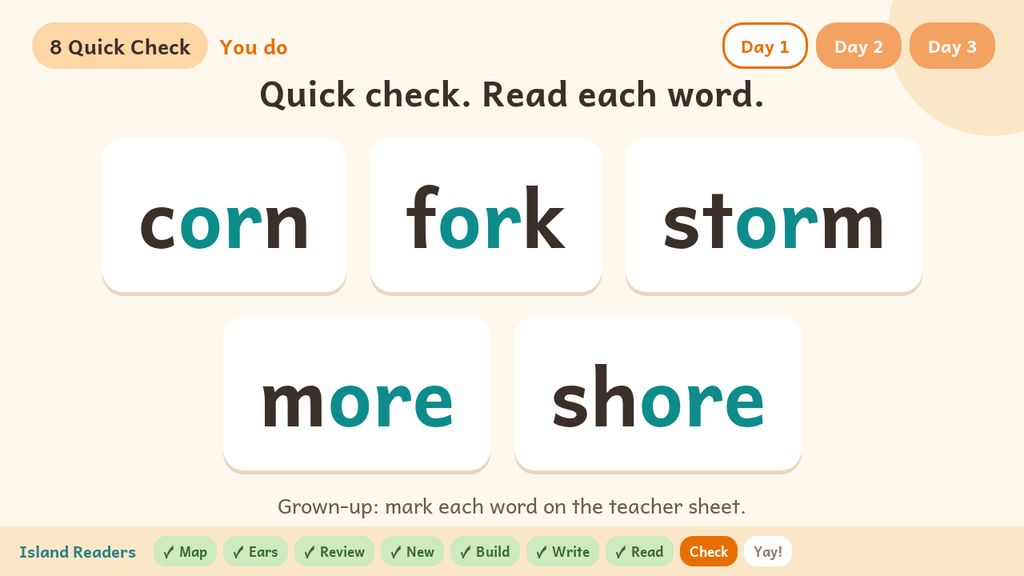 8 Quick Check You do Day 1 Day 2 Day 3
Quick check. Read each word.
corn fork storm
more shore
Grown-up: mark each word on the teacher sheet.
Island Readers ✓ Map ✓ Ears ✓ Review ✓ New ✓ Build ✓ Write ✓ Read Check Yay!